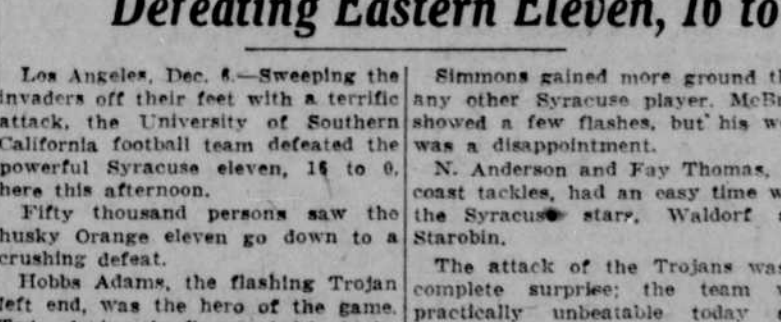 Defeating Eastern Eleven, 16 to
Los Angeles, Dec. 6.—Sweeping the
invaders off their feet with a terrific
attack, the University of Southern
California football team defeated the
powerful Syracuse eleven, 16 to 0,
here this afternoon.
Fifty thousand persons saw the
husky Orange eleven go down to a
crushing defeat.
Hobbs Adams, the flashing Trojan
left end, was the hero of the game.
Simmons gained more ground
any other Syracuse player.
showed a few flashes, but his
was a disappointment.
N. Anderson and Fay Thomas,
coast tackles, had an easy time
the Syracuse stars, Waldorf
Starobin.
The attack of the Trojans was
complete surprise; the team
practically unbeatable today